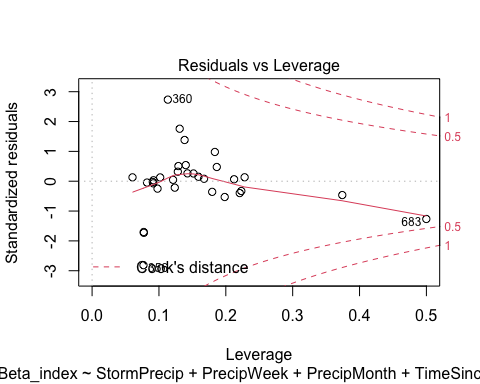 Residuals vs Leverage
Standardized residuals
3
2
1
0
-1
-2
-3
360
683
Cook's distance
1
0.5
0.5
1
0.0 0.1 0.2 0.3 0.4 0.5
Leverage
Beta_index ~ StormPrecip + PrecipWeek + PrecipMonth + TimeSinc